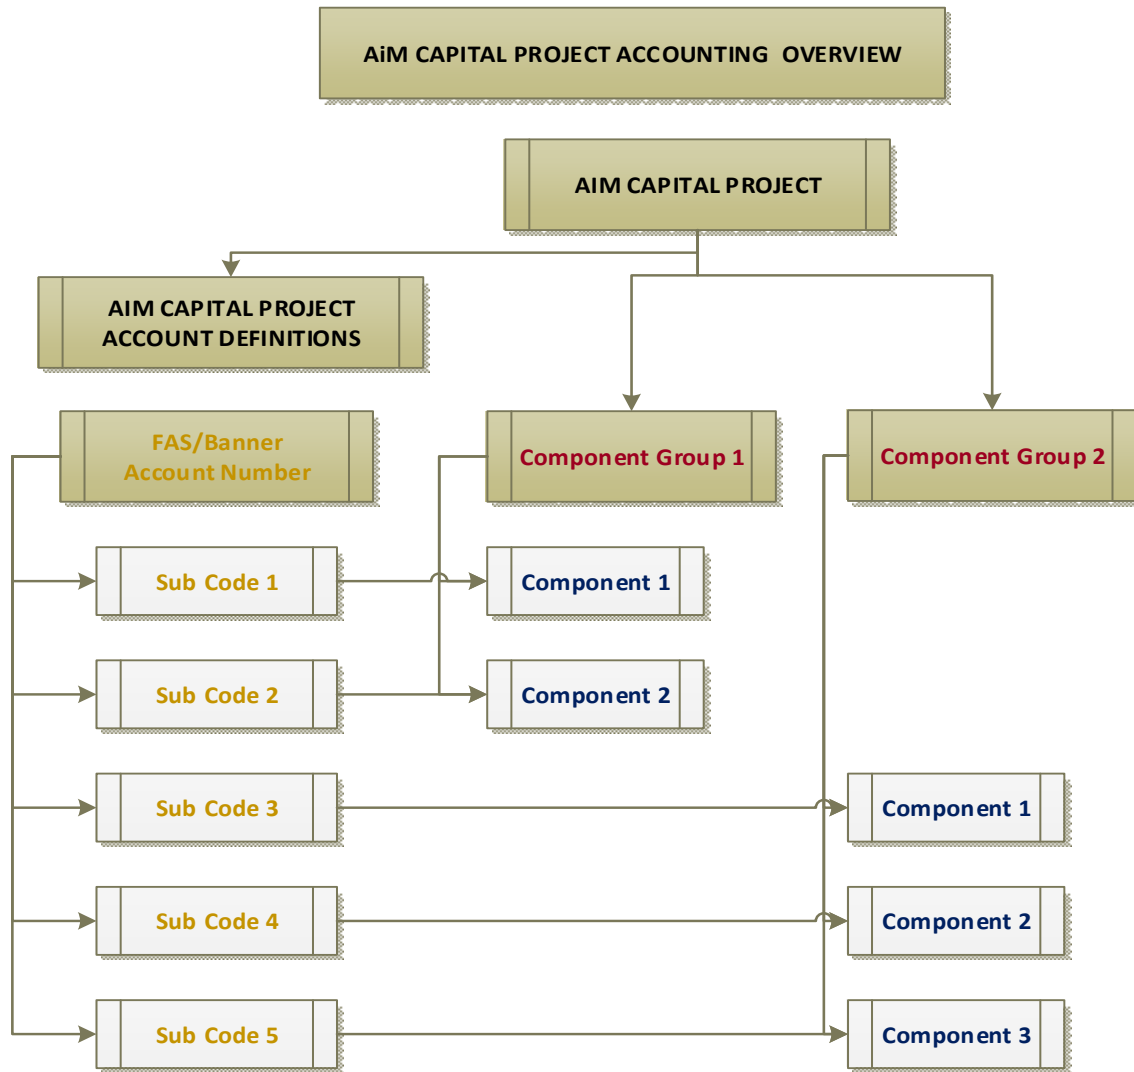 AiM CAPITAL PROJECT ACCOUNTING OVERVIEW
AIM CAPITAL PROJECT
AIM CAPITAL PROJECT
ACCOUNT DEFINITIONS
FAS/Banner
Account Number
Component Group 1
Component Group 2
Sub Code 1
Component 1
Sub Code 2
Component 2
Sub Code 3
Component 1
Sub Code 4
Component 2
Sub Code 5
Component 3